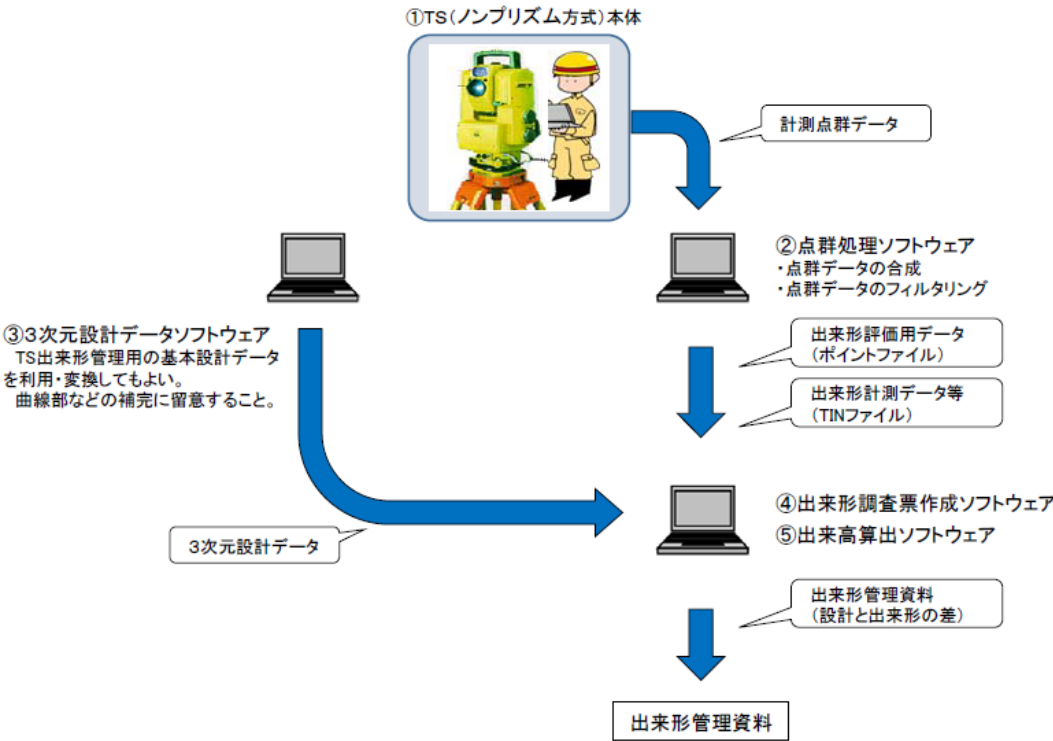 ①TS(ノンプリズム方式)本体
計測点群データ
②点群処理ソフトウェア
・点群データの合成
・点群データのフィルタリング
③3次元設計データソフトウェア
TS出来形管理用の基本設計データ
を利用・変換してもよい。
曲線部などの補完に留意すること。
出来形評価用データ
(ポイントファイル)
出来形計測データ等
(TINファイル)
3次元設計データ
④出来形調査票作成ソフトウェア
⑤出来高算出ソフトウェア
出来形管理資料
(設計と出来形の差)
出来形管理資料